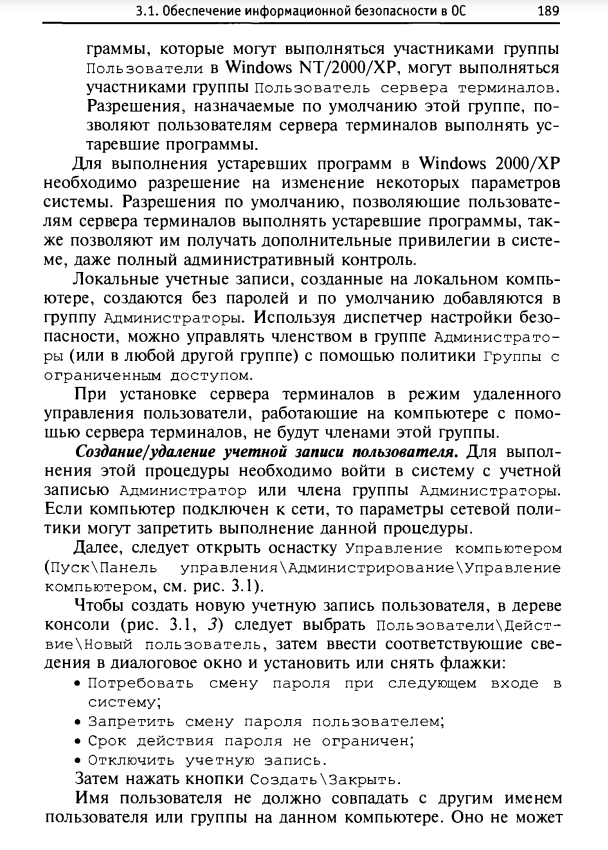 3.1. Обеспечение информационной безопасности в ОС 189
граммы, которые могут выполняться участниками группы
Пользователи в Windows NT/2000/XP, могут выполняться
участниками группы Пользователь сервера терминалов.
Разрешения, назначаемые по умолчанию этой группе, по-
зволяют пользователям сервера терминалов выполнять ус-
таревшие программы.
Для выполнения устаревших программ в Windows 2000/XP
необходимо разрешение на изменение некоторых параметров
системы. Разрешения по умолчанию, позволяющие пользовате-
лям сервера терминалов выполнять устаревшие программы, так-
же позволяют им получать дополнительные привилегии в систе-
ме, даже полный административный контроль.
Локальные учетные записи, созданные на локальном компь-
ютере, создаются без паролей и по умолчанию добавляются в
группу Администраторы. Используя диспетчер настройки безо-
пасности, можно управлять членством в группе Администрато-
ры (или в любой другой группе) с помощью политики Группы с
ограниченным доступом.
При установке сервера терминалов в режим удаленного
управления пользователи, работающие на компьютере с помо-
щью сервера терминалов, не будут членами этой группы.
Создание/удаление учетной записи пользователя. Для выпол-
нения этой процедуры необходимо войти в систему с учетной
записью Администратор или члена группы Администраторы.
Если компьютер подключен к сети, то параметры сетевой поли-
тики могут запретить выполнение данной процедуры.
Далее, следует открыть оснастку Управление компьютером
(Пуск\Панель управления\Администрирование\Управление
компьютером, см. рис. 3.1).
Чтобы создать новую учетную запись пользователя, в дереве
консоли (рис. 3.1, 3) следует выбрать Пользователи\Дейст-
вие\Новый пользователь, затем ввести соответствующие све-
дения в диалоговое окно и установить или снять флажки:
• Потребовать смену пароля при следующем входе в
систему;
• Запретить смену пароля пользователем;
• Срок действия пароля не ограничен;
• Отключить учетную запись.
Затем нажать кнопки Создать\Закрыть.
Имя пользователя не должно совпадать с другим именем
пользователя или группы на данном компьютере. Оно не может